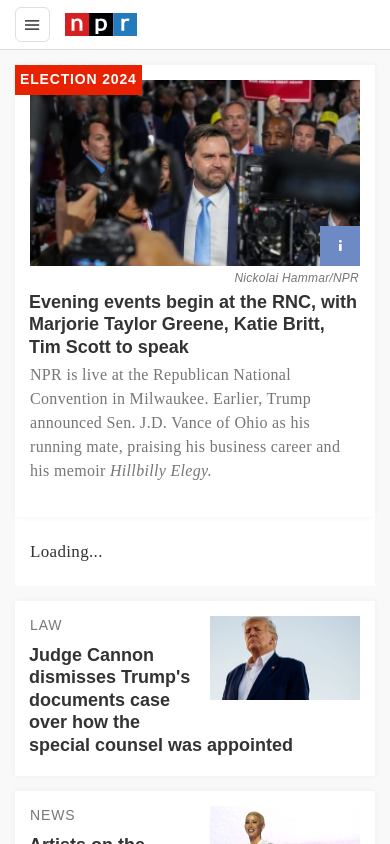 npr
ELECTION 2024
Nickolai Hammar/NPR
Evening events begin at the RNC, with
Marjorie Taylor Greene, Katie Britt,
Tim Scott to speak
NPR is live at the Republican National
Convention in Milwaukee. Earlier, Trump
announced Sen. J.D. Vance of Ohio as his
running mate, praising his business career and
his memoir Hillbilly Elegy.
Loading...
LAW
Judge Cannon
dismisses Trump's
documents case
over how the
special counsel was appointed
NEWS
Artists on the